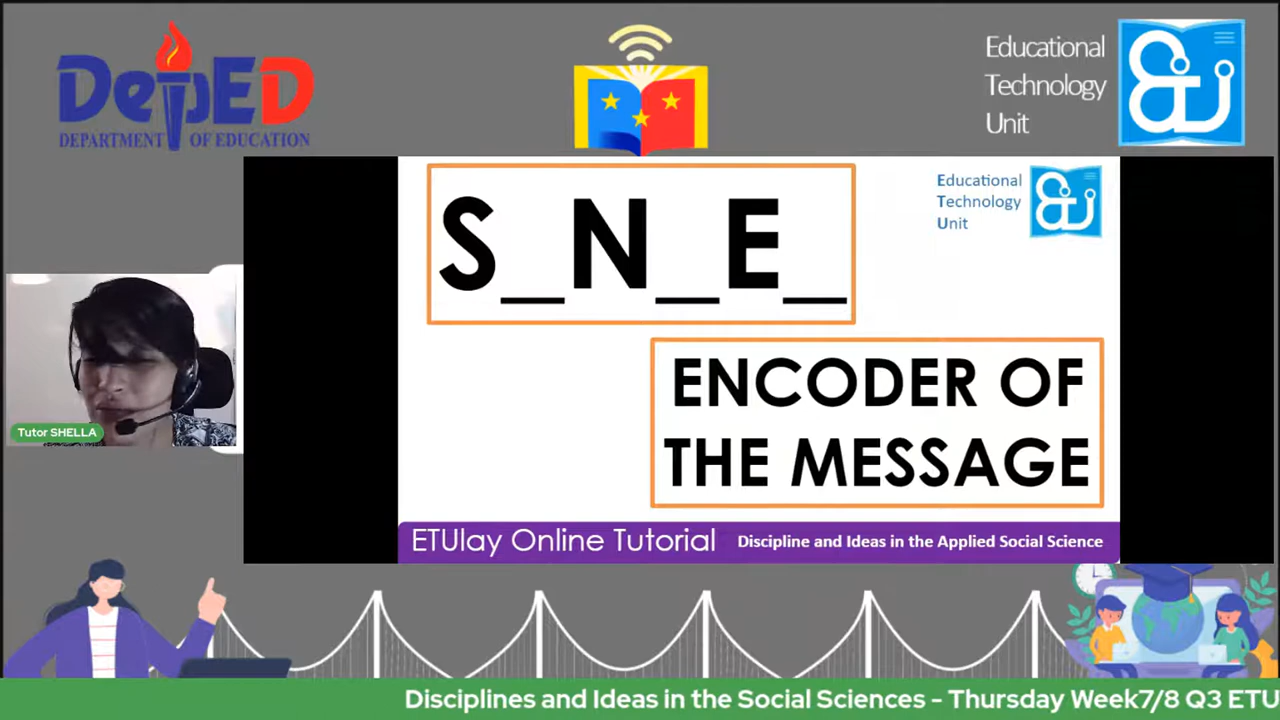 DepED
DEPARTMENT OF EDUCATION
Educational
Technology
Unit
S_N_E_
Educational
Technology
Unit
ENCODER OF
THE MESSAGE
Tutor SHELLA
ETUlay Online Tutorial
Discipline and Ideas in the Applied Social Science
Disciplines and Ideas in the Social Sciences - Thursday Week7/8 Q3 ETU